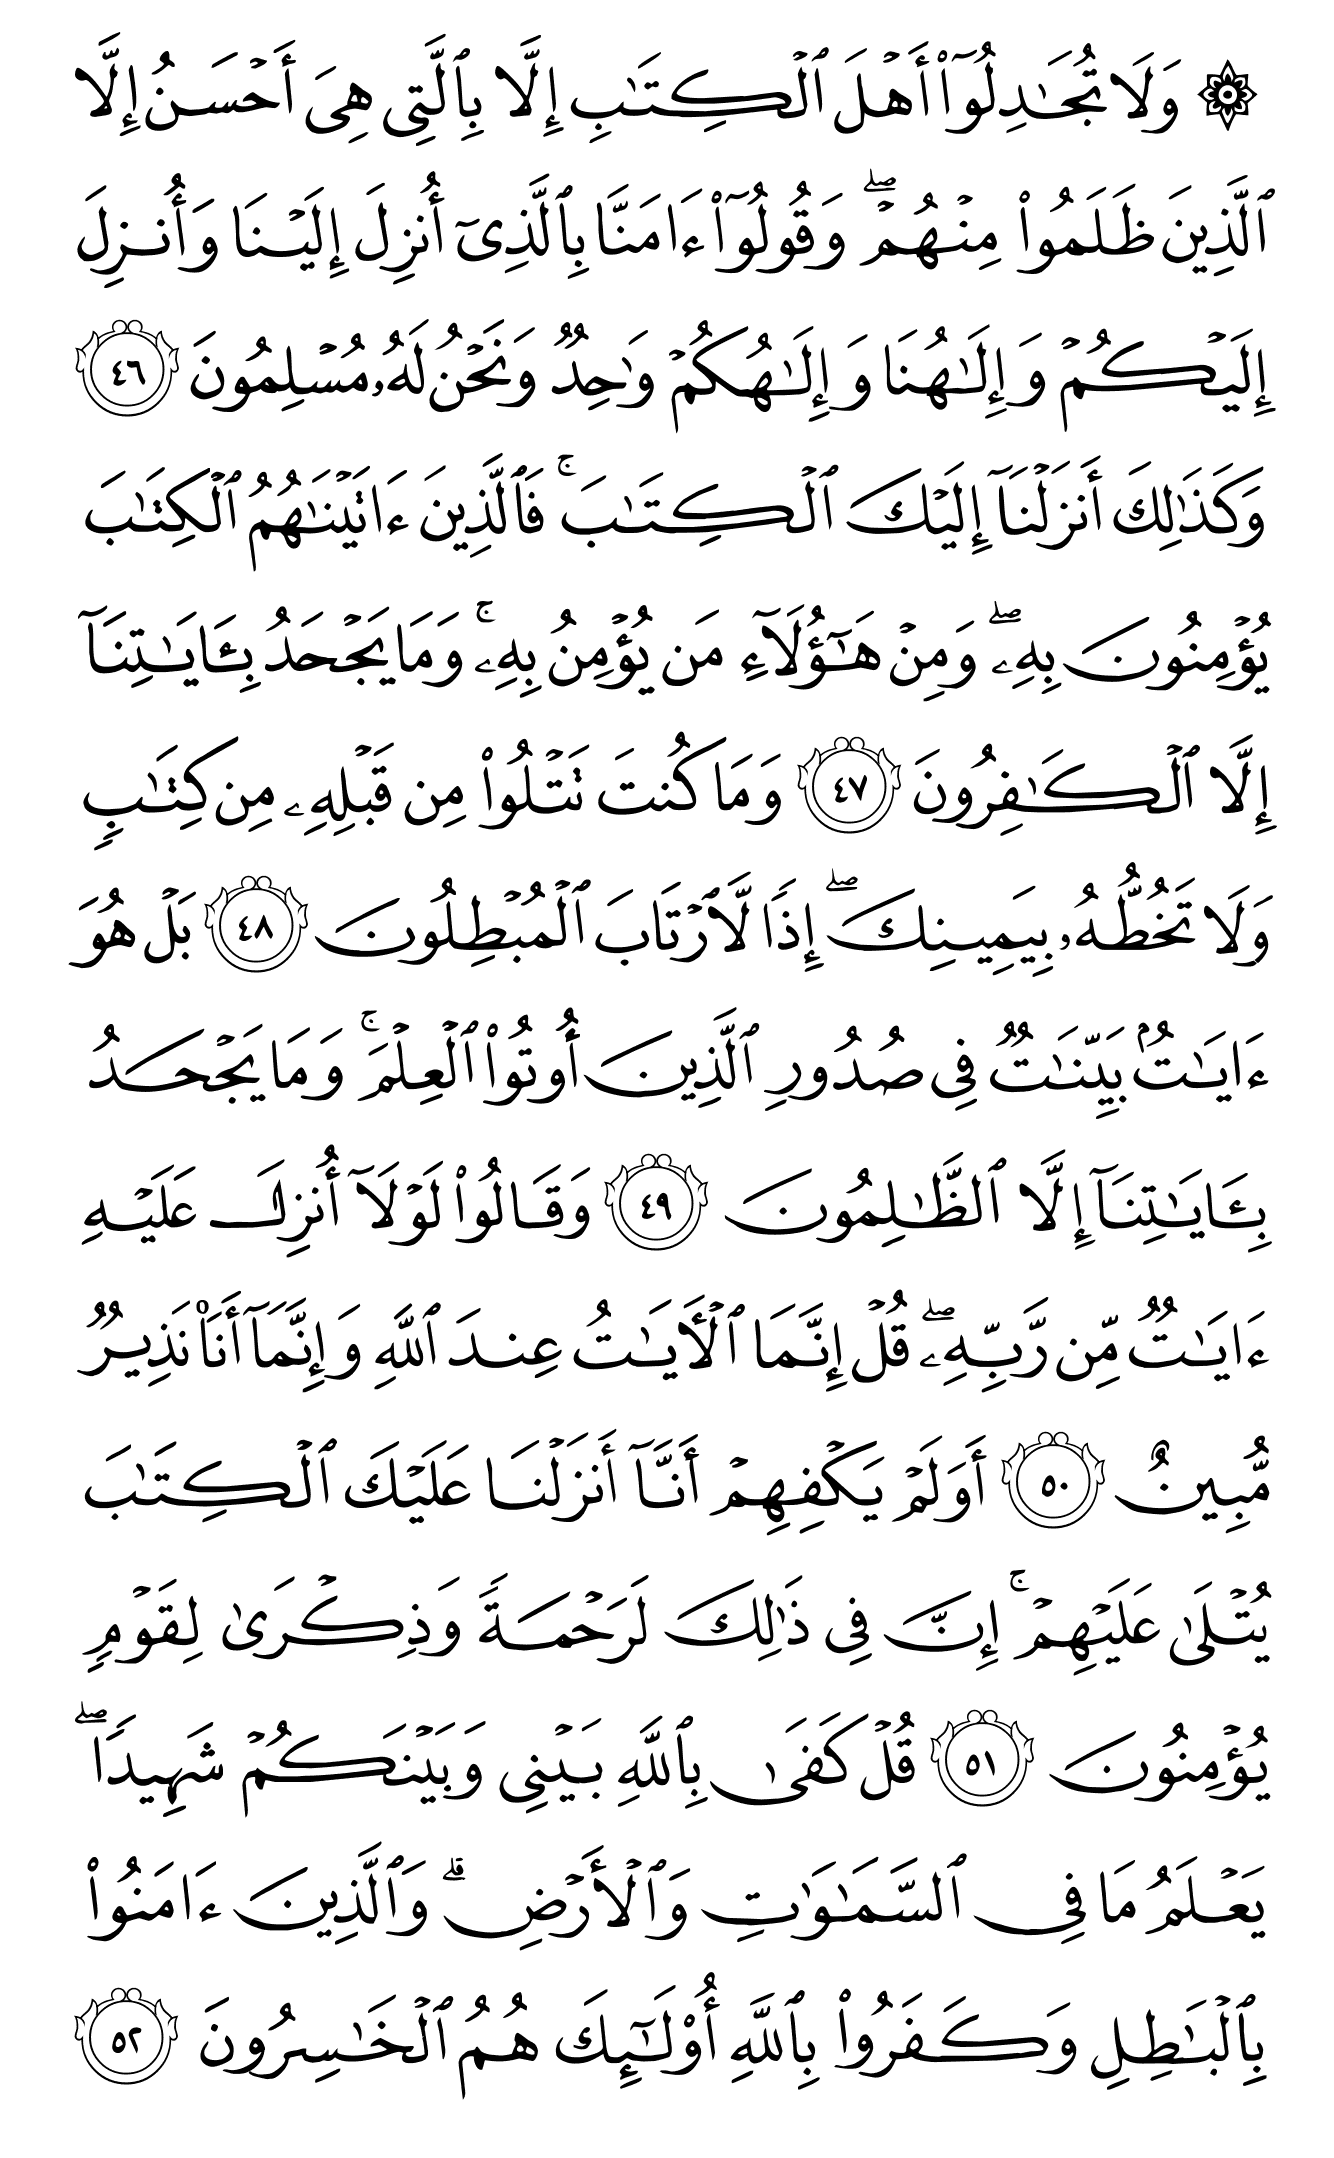 ۞ وَلَا تُجَٰدِلُوٓا۟ أَهْلَ ٱلْكِتَٰبِ إِلَّا بِٱلَّتِى هِىَ أَحْسَنُ إِلَّا
ٱلَّذِينَ ظَلَمُوا۟ مِنْهُمْ ۖ وَقُولُوٓا۟ ءَامَنَّا بِٱلَّذِىٓ أُنزِلَ إِلَيْنَا وَأُنزِلَ
إِلَيْكُمْ وَإِلَٰهُنَا وَإِلَٰهُكُمْ وَٰحِدٌ وَنَحْنُ لَهُۥ مُسْلِمُونَ ٤٦
وَكَذَٰلِكَ أَنزَلْنَآ إِلَيْكَ ٱلْكِتَٰبَ ۚ فَٱلَّذِينَ ءَاتَيْنَٰهُمُ ٱلْكِتَٰبَ
يُؤْمِنُونَ بِهِۦ ۖ وَمِنْ هَٰٓؤُلَآءِ مَن يُؤْمِنُ بِهِۦ ۚ وَمَا يَجْحَدُ بِـَٔايَٰتِنَآ
إِلَّا ٱلْكَٰفِرُونَ ٤٧ وَمَا كُنتَ تَتْلُوا۟ مِن قَبْلِهِۦ مِن كِتَٰبٍ
وَلَا تَخُطُّهُۥ بِيَمِينِكَ ۖ إِذًا لَّٱرْتَابَ ٱلْمُبْطِلُونَ ٤٨ بَلْ هُوَ
ءَايَٰتٌۢ بَيِّنَٰتٌ فِى صُدُورِ ٱلَّذِينَ أُوتُوا۟ ٱلْعِلْمَ ۚ وَمَا يَجْحَدُ
بِـَٔايَٰتِنَآ إِلَّا ٱلظَّٰلِمُونَ ٤٩ وَقَالُوا۟ لَوْلَآ أُنزِلَ عَلَيْهِ
ءَايَٰتٌ مِّن رَّبِّهِۦ ۖ قُلْ إِنَّمَا ٱلْـَٔايَٰتُ عِندَ ٱللَّهِ وَإِنَّمَآ أَنَا۠ نَذِيرٌ
مُّبِينٌ ٥٠ أَوَلَمْ يَكْفِهِمْ أَنَّآ أَنزَلْنَا عَلَيْكَ ٱلْكِتَٰبَ
يُتْلَىٰ عَلَيْهِمْ ۚ إِنَّ فِى ذَٰلِكَ لَرَحْمَةً وَذِكْرَىٰ لِقَوْمٍ
يُؤْمِنُونَ ٥١ قُلْ كَفَىٰ بِٱللَّهِ بَيْنِى وَبَيْنَكُمْ شَهِيدًا ۖ
يَعْلَمُ مَا فِى ٱلسَّمَٰوَٰتِ وَٱلْأَرْضِ ۗ وَٱلَّذِينَ ءَامَنُوا۟
بِٱلْبَٰطِلِ وَكَفَرُوا۟ بِٱللَّهِ أُو۟لَٰٓئِكَ هُمُ ٱلْخَٰسِرُونَ ٥٢